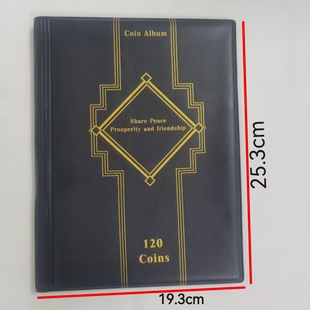 Coin Album
Share Peace
Prosperity and friendship
120
Coins
25.3cm
19.3cm